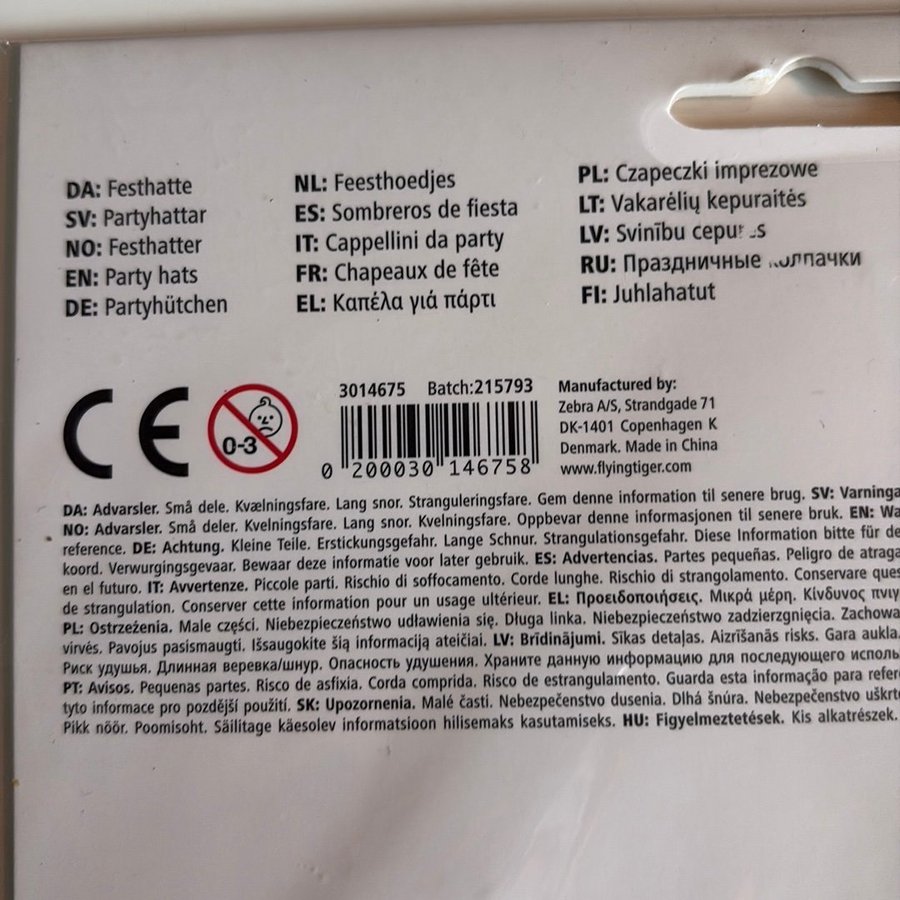 DA: Festhatte
SV: Partyhattar
NO: Festhatter
EN: Party hats
DE: Partyhütchen
NL: Feesthoedjes
ES: Sombreros de fiesta
IT: Cappellini da party
FR: Chapeaux de fête
EL: Καπέλα γιά πάρτι
PL: Czapeczki imprezowe
LT: Vakarėlių kepuraitės
LV: Svinību
RU: Праздничные
FI: Juhlahatut
CE
0-3
3014675 Batch:215793
0 200030 146758
Manufactured by:
Zebra A/S, Strandgade 71
DK-1401 Copenhagen K
Denmark. Made in China
www.flyingtiger.com
DA: Advarsler. Små dele. Kvælningsfare. Lang snor. Stranguleringsfare. Gem denne information til senere brug. SV:
NO: Advarsler. Små deler. Kvelningsfare. Lang snor. Kvelningsfare. Oppbevar denne informasjonen til senere bruk. EN:
reference. DE: Achtung. Kleine Teile. Erstickungsgefahr. Lange Schnur. Strangulationsgefahr. Diese Information bitte für
koord. Verwurgingsgevaar. Bewaar deze informatie voor later gebruik. ES: Advertencias. Partes pequeñas. Peligro de
en el futuro. IT: Avvertenze. Piccole parti. Rischio di soffocamento. Corde lunghe. Rischio di strangolamento. Conservare
de strangulation. Conserver cette information pour un usage ultérieur. EL: Προειδοποιήσεις. Μικρά μέρη. Κίνδυνος
PL: Ostrzeżenia. Małe części. Niebezpieczeństwo udławienia się. Długa linka. Niebezpieczeństwo zadzierzgnięcia.
virvės. Pavojus pasismaugti. Išsaugokite šią informaciją ateičiai. LV: Brīdinājumi. Sīkas detaļas. Aizrīšanās risks. Gara
Риск удушья. Длинная веревка/шнур. Опасность удушения. Храните данную информацию для последующего
PT: Avisos. Pequenas partes. Risco de asfixia. Corda comprida. Risco de estrangulamento. Guarda esta informação para
tyto informace pro pozdější použití. SK: Upozornenia. Malé časti. Nebezpečenstvo dusenia. Dlhá šnúra. Nebezpečenstvo
Pikk nöör. Poomisoht. Säilitage käesolev informatsioon hilisemaks kasutamiseks. HU: Figyelmeztetések. Kis alkatrészek.